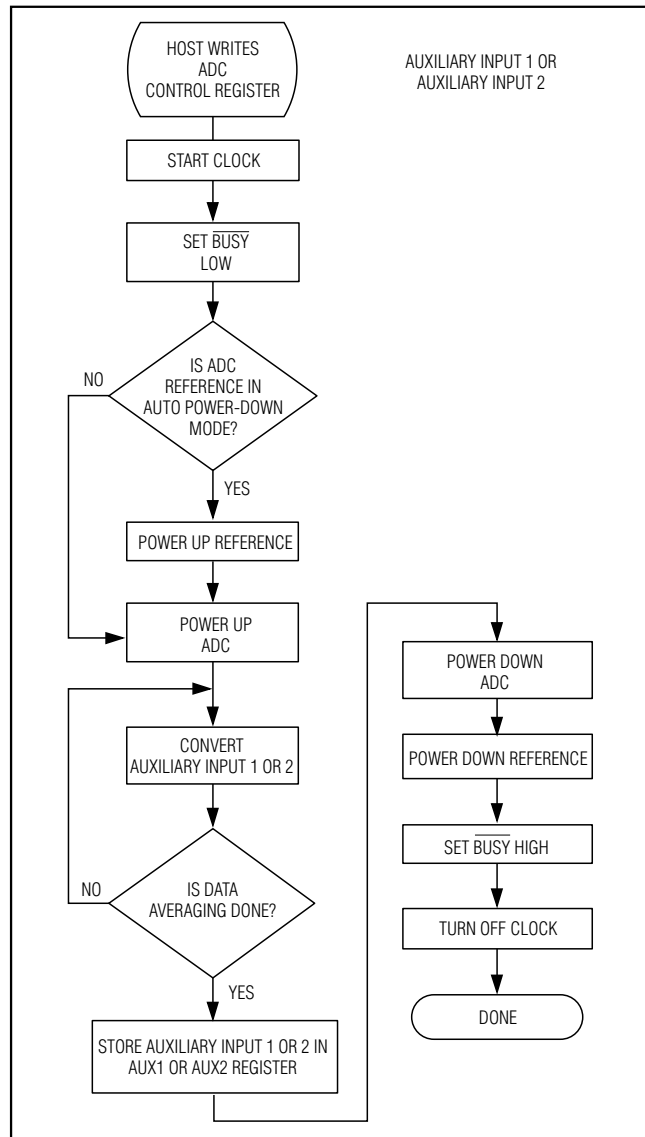 HOST WRITES
ADC
CONTROL REGISTER
AUXILIARY INPUT 1 OR
AUXILIARY INPUT 2
START CLOCK
SET BUSY
LOW
IS ADC
REFERENCE IN
AUTO POWER-DOWN
MODE?
NO
YES
POWER UP REFERENCE
POWER UP
ADC
CONVERT
AUXILIARY INPUT 1 OR 2
IS DATA
AVERAGING DONE?
NO
YES
STORE AUXILIARY INPUT 1 OR 2 IN
AUX1 OR AUX2 REGISTER
POWER DOWN
ADC
POWER DOWN REFERENCE
SET BUSY HIGH
TURN OFF CLOCK
DONE